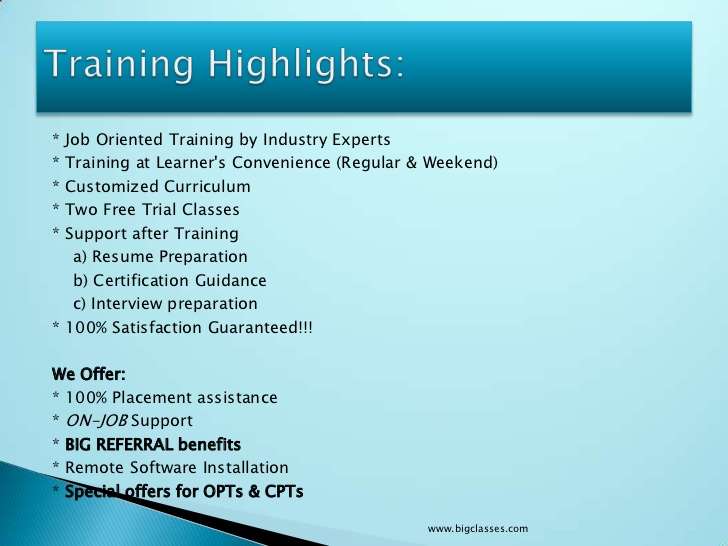 Training Highlights:
* Job Oriented Training by Industry Experts
* Training at Learner's Convenience (Regular & Weekend)
* Customized Curriculum
* Two Free Trial Classes
* Support after Training
a) Resume Preparation
b) Certification Guidance
c) Interview preparation
* 100% Satisfaction Guaranteed!!!
We Offer:
* 100% Placement assistance
* ON-JOB Support
* BIG REFERRAL benefits
* Remote Software Installation
* Special offers for OPTs & CPTs
www.bigclasses.com